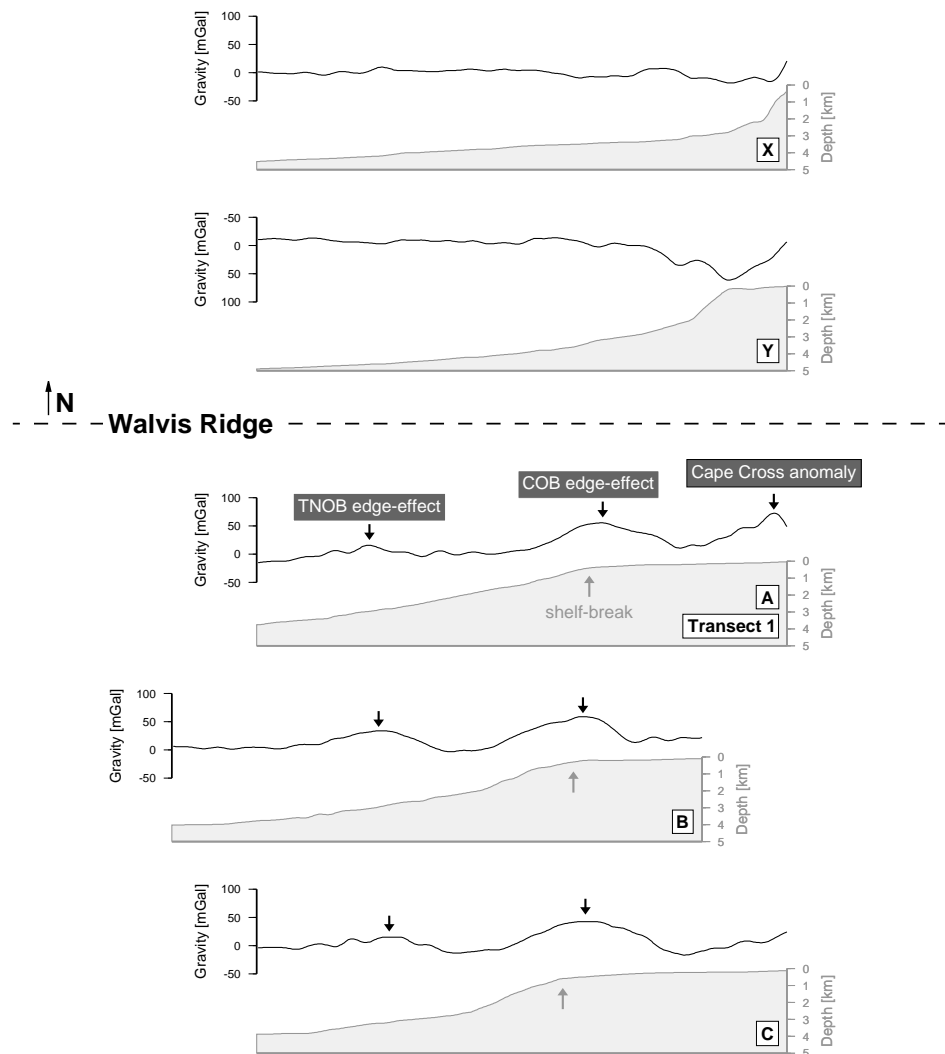 Gravity [mGal]
100
50
0
-50
0
1
2
3
4
5
Depth [km]
X
Gravity [mGal]
-50
0
50
100
0
1
2
3
4
5
Depth [km]
Y
N
Walvis Ridge
TNOB edge-effect
COB edge-effect
Cape Cross anomaly
Gravity [mGal]
100
50
0
-50
0
1
2
3
4
5
Depth [km]
shelf-break
A
Transect 1
Gravity [mGal]
100
50
0
-50
0
1
2
3
4
5
Depth [km]
B
Gravity [mGal]
100
50
0
-50
0
1
2
3
4
5
Depth [km]
C